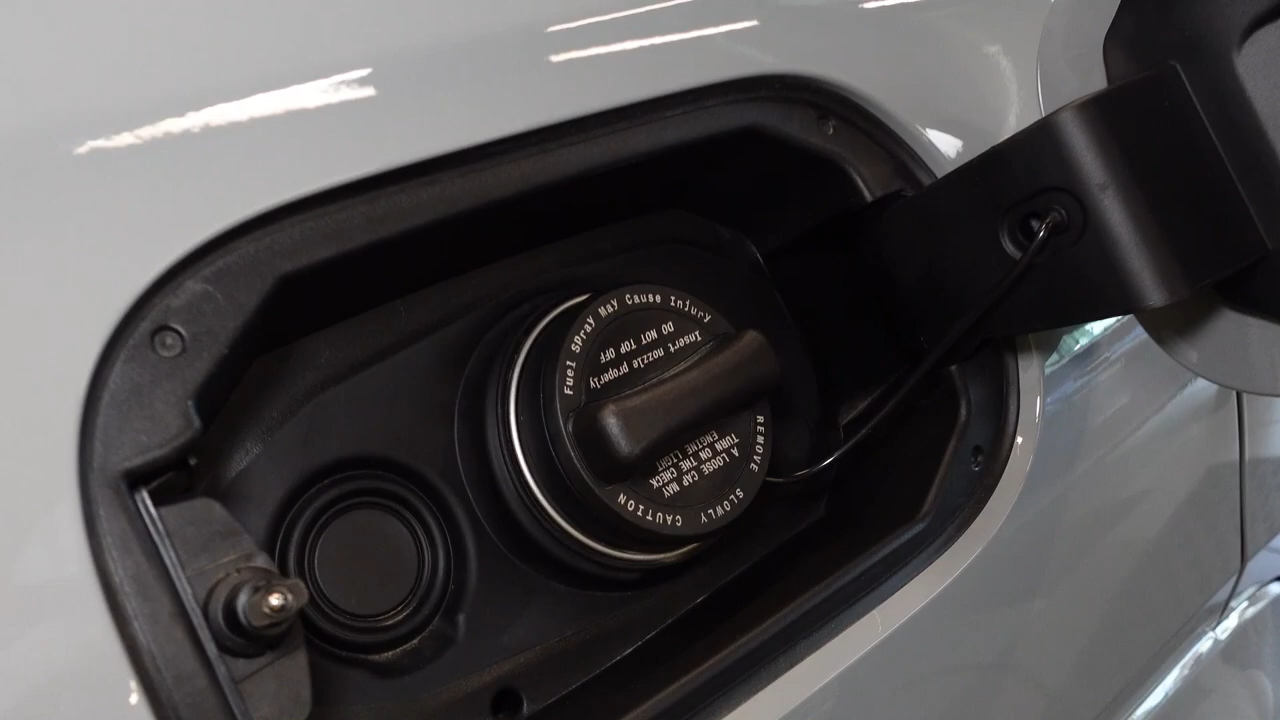 CAUTION REMOVE SLOWLY
Fuel SPray MaY Cause Injury
A LOOSE CAP MAY
TURN ON THE CHECK
ENGINE LIGHT
Insert nozzle properly
DO NOT TOP OFF